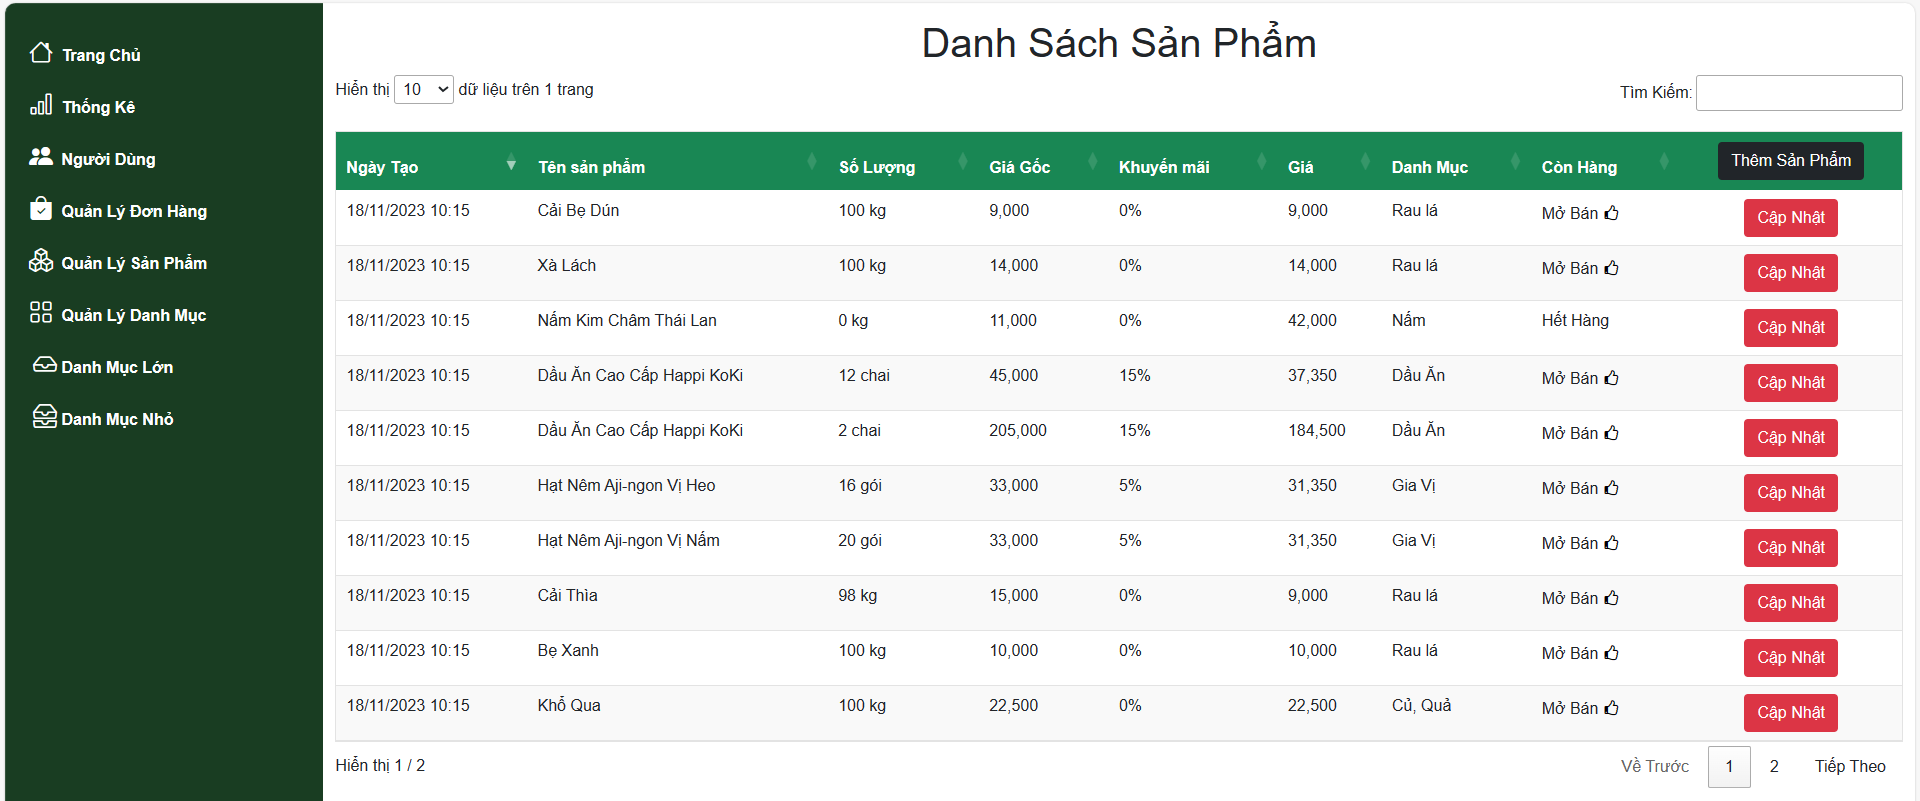 Trang Chủ
Thống Kê
Người Dùng
Quản Lý Đơn Hàng
Quản Lý Sản Phẩm
Quản Lý Danh Mục
Danh Mục Lớn
Danh Mục Nhỏ
Danh Sách Sản Phẩm
Hiển thị 10 dữ liệu trên 1 trang
Tìm Kiếm:
Ngày Tạo Tên sản phẩm Số Lượng Giá Gốc Khuyến mãi Giá Danh Mục Còn Hàng Thêm Sản Phẩm
18/11/2023 10:15 Cải Bẹ Dún 100 kg 9,000 0% 9,000 Rau lá Mở Bán Cập Nhật
18/11/2023 10:15 Xà Lách 100 kg 14,000 0% 14,000 Rau lá Mở Bán Cập Nhật
18/11/2023 10:15 Nấm Kim Châm Thái Lan 0 kg 11,000 0% 42,000 Nấm Hết Hàng Cập Nhật
18/11/2023 10:15 Dầu Ăn Cao Cấp Happi KoKi 12 chai 45,000 15% 37,350 Dầu Ăn Mở Bán Cập Nhật
18/11/2023 10:15 Dầu Ăn Cao Cấp Happi KoKi 2 chai 205,000 15% 184,500 Dầu Ăn Mở Bán Cập Nhật
18/11/2023 10:15 Hạt Nêm Aji-ngon Vị Heo 16 gói 33,000 5% 31,350 Gia Vị Mở Bán Cập Nhật
18/11/2023 10:15 Hạt Nêm Aji-ngon Vị Nấm 20 gói 33,000 5% 31,350 Gia Vị Mở Bán Cập Nhật
18/11/2023 10:15 Cải Thìa 98 kg 15,000 0% 9,000 Rau lá Mở Bán Cập Nhật
18/11/2023 10:15 Bẹ Xanh 100 kg 10,000 0% 10,000 Rau lá Mở Bán Cập Nhật
18/11/2023 10:15 Khổ Qua 100 kg 22,500 0% 22,500 Củ, Quả Mở Bán Cập Nhật
Hiển thị 1 / 2
Về Trước 1 2 Tiếp Theo